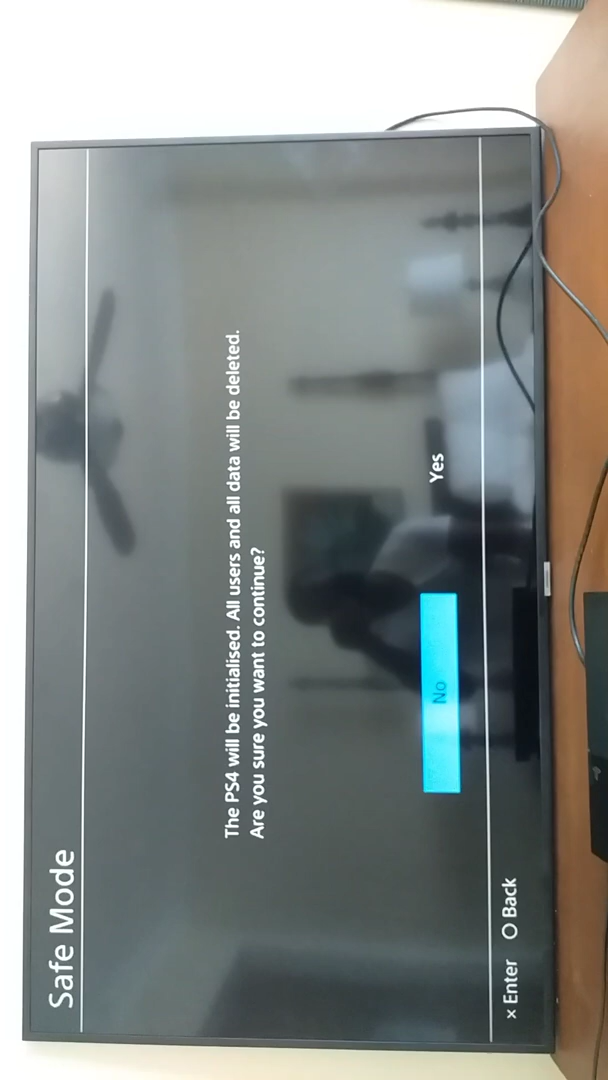 Safe Mode
The PS4 will be initialised. All users and all data will be deleted.
Are you sure you want to continue?
No
Yes
× Enter
O Back